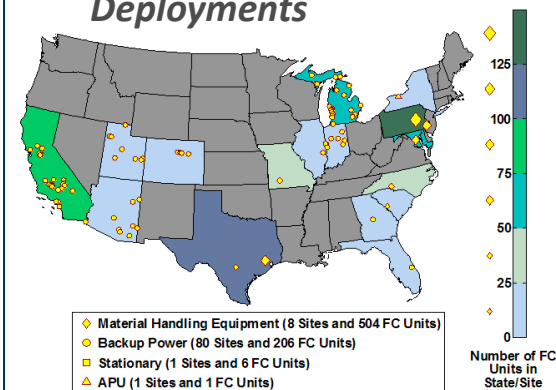 Deployments
125
100
75
50
25
0
Number of FC
Units in
State/Site
Material Handling Equipment (8 Sites and 504 FC Units)
Backup Power (80 Sites and 206 FC Units)
Stationary (1 Sites and 6 FC Units)
APU (1 Sites and 1 FC Units)